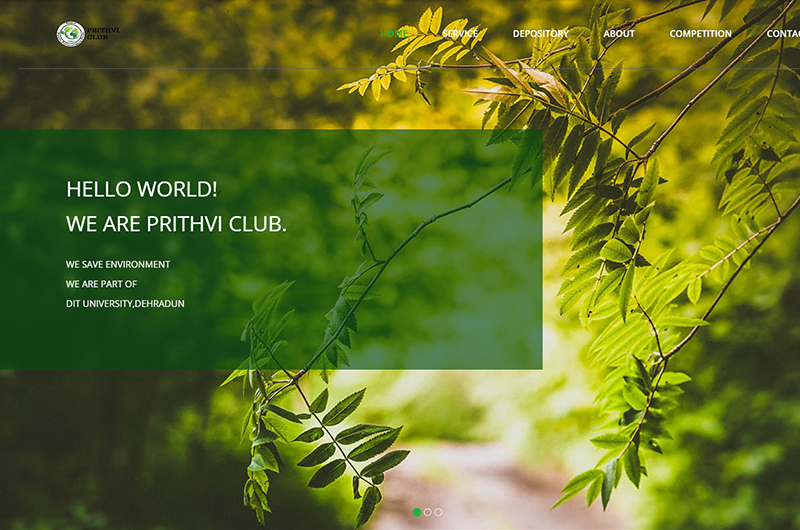 PRITHVI
CLUB
HOME SERVICE DEPOSITORY ABOUT COMPETITION CONTAC
HELLO WORLD!
WE ARE PRITHVI CLUB.
WE SAVE ENVIRONMENT
WE ARE PART OF
DIT UNIVERSITY,DEHRADUN